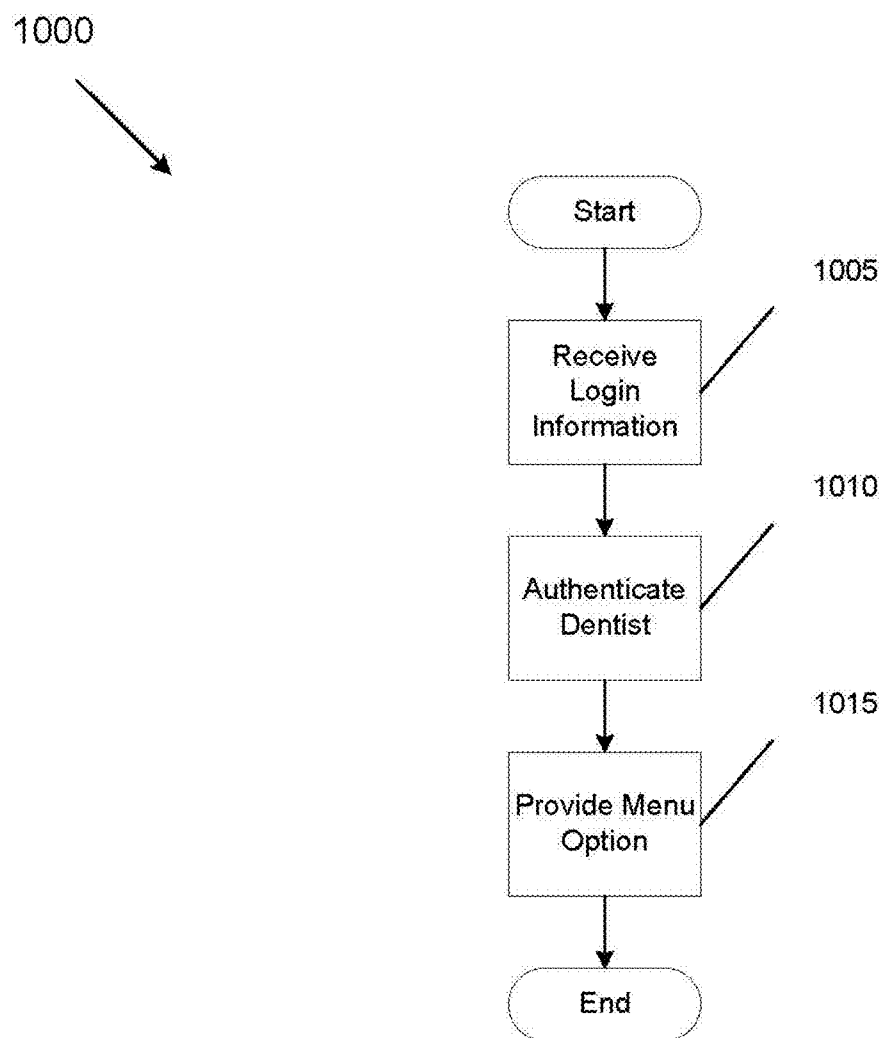 1000
Start
1005
Receive
Login
Information
1010
Authenticate
Dentist
1015
Provide Menu
Option
End